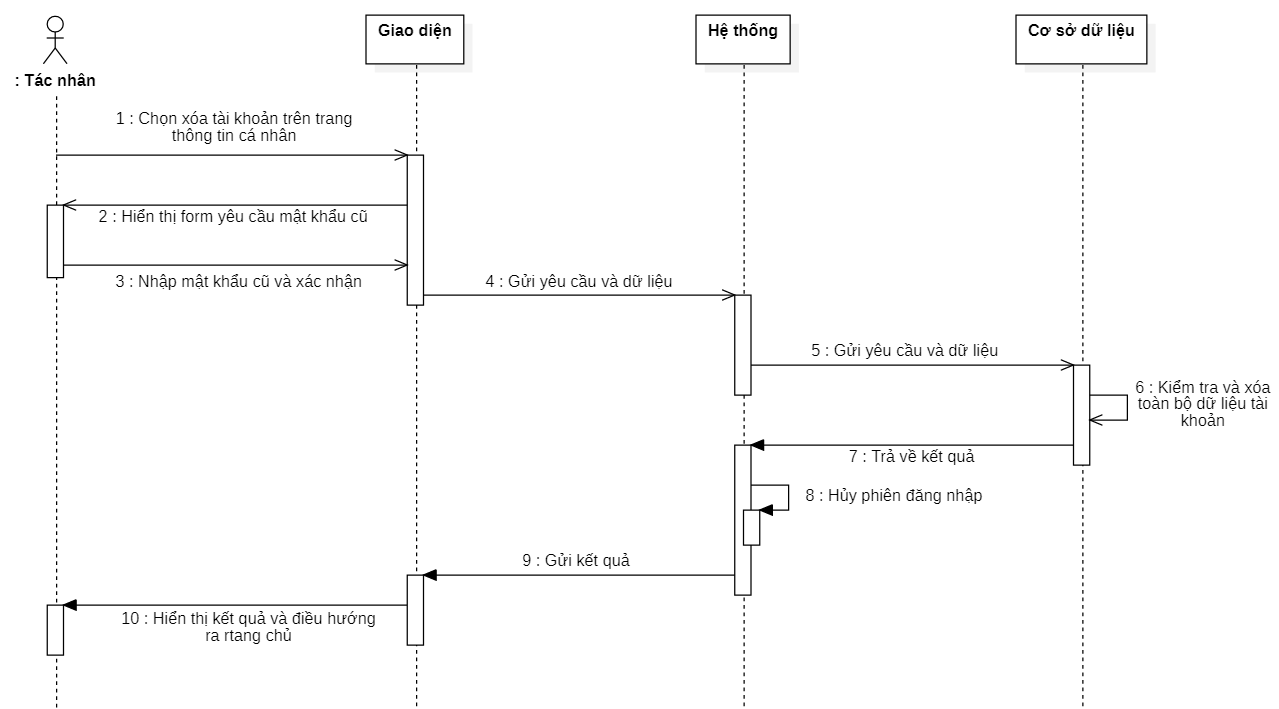 : Tác nhân
Giao diện
Hệ thống
Cơ sở dữ liệu
1 : Chọn xóa tài khoản trên trang
thông tin cá nhân
2 : Hiển thị form yêu cầu mật khẩu cũ
3 : Nhập mật khẩu cũ và xác nhận
4 : Gửi yêu cầu và dữ liệu
5 : Gửi yêu cầu và dữ liệu
6 : Kiểm tra và xóa
toàn bộ dữ liệu tài
khoản
7 : Trả về kết quả
8 : Hủy phiên đăng nhập
9 : Gửi kết quả
10 : Hiển thị kết quả và điều hướng
ra rtang chủ